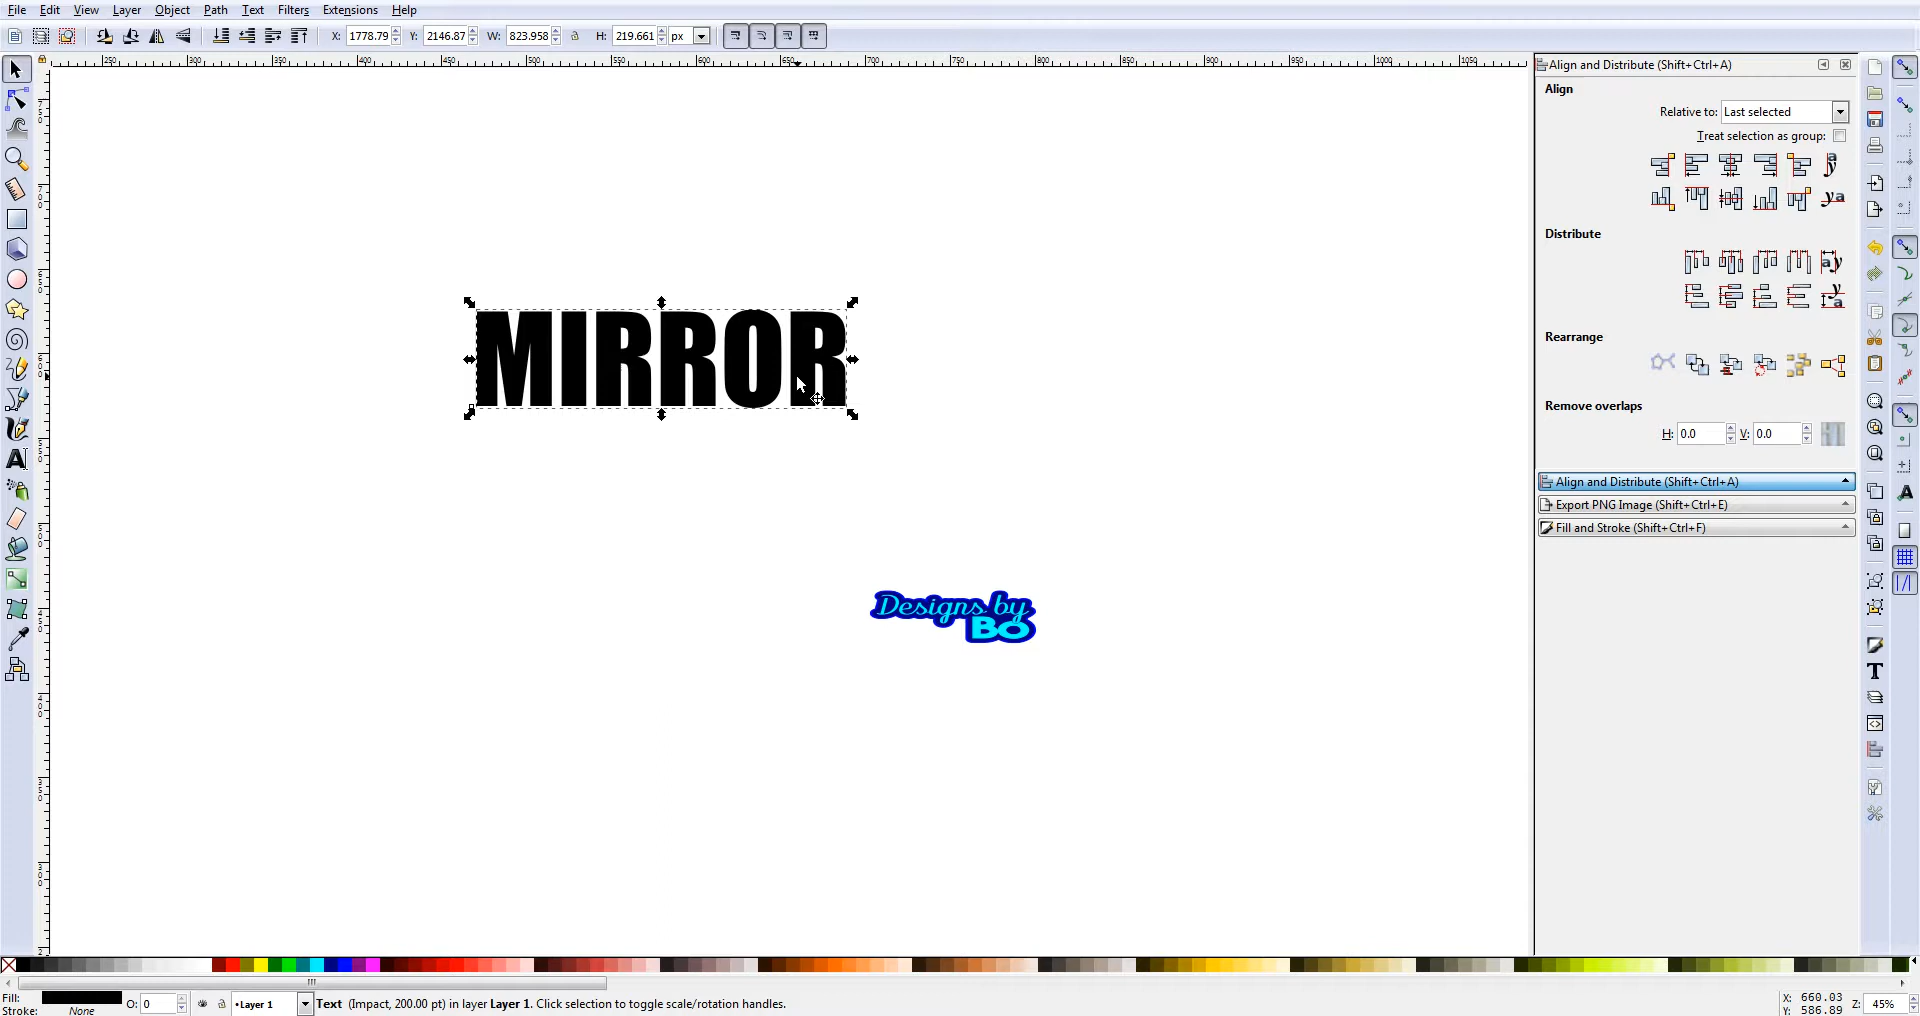 File Edit View Layer Object Path Text Filters Extensions Help
X: 1778.79 Y: 2146.87 W: 823.958 H: 219.661 px
Align and Distribute (Shift+Ctrl+A)
Align
Relative to: Last selected
Treat selection as group:
Distribute
Rearrange
Remove overlaps
H: 0.0 V: 0.0
Align and Distribute (Shift+Ctrl+A)
Export PNG Image (Shift+Ctrl+E)
Fill and Stroke (Shift+Ctrl+F)
MIRROR
Designs by
BO
Fill:
Stroke: None
O: 0
•Layer 1
Text (Impact, 200.00 pt) in layer Layer 1. Click selection to toggle scale/rotation handles.
X: 660.03
Y: 586.89
Z: 45%